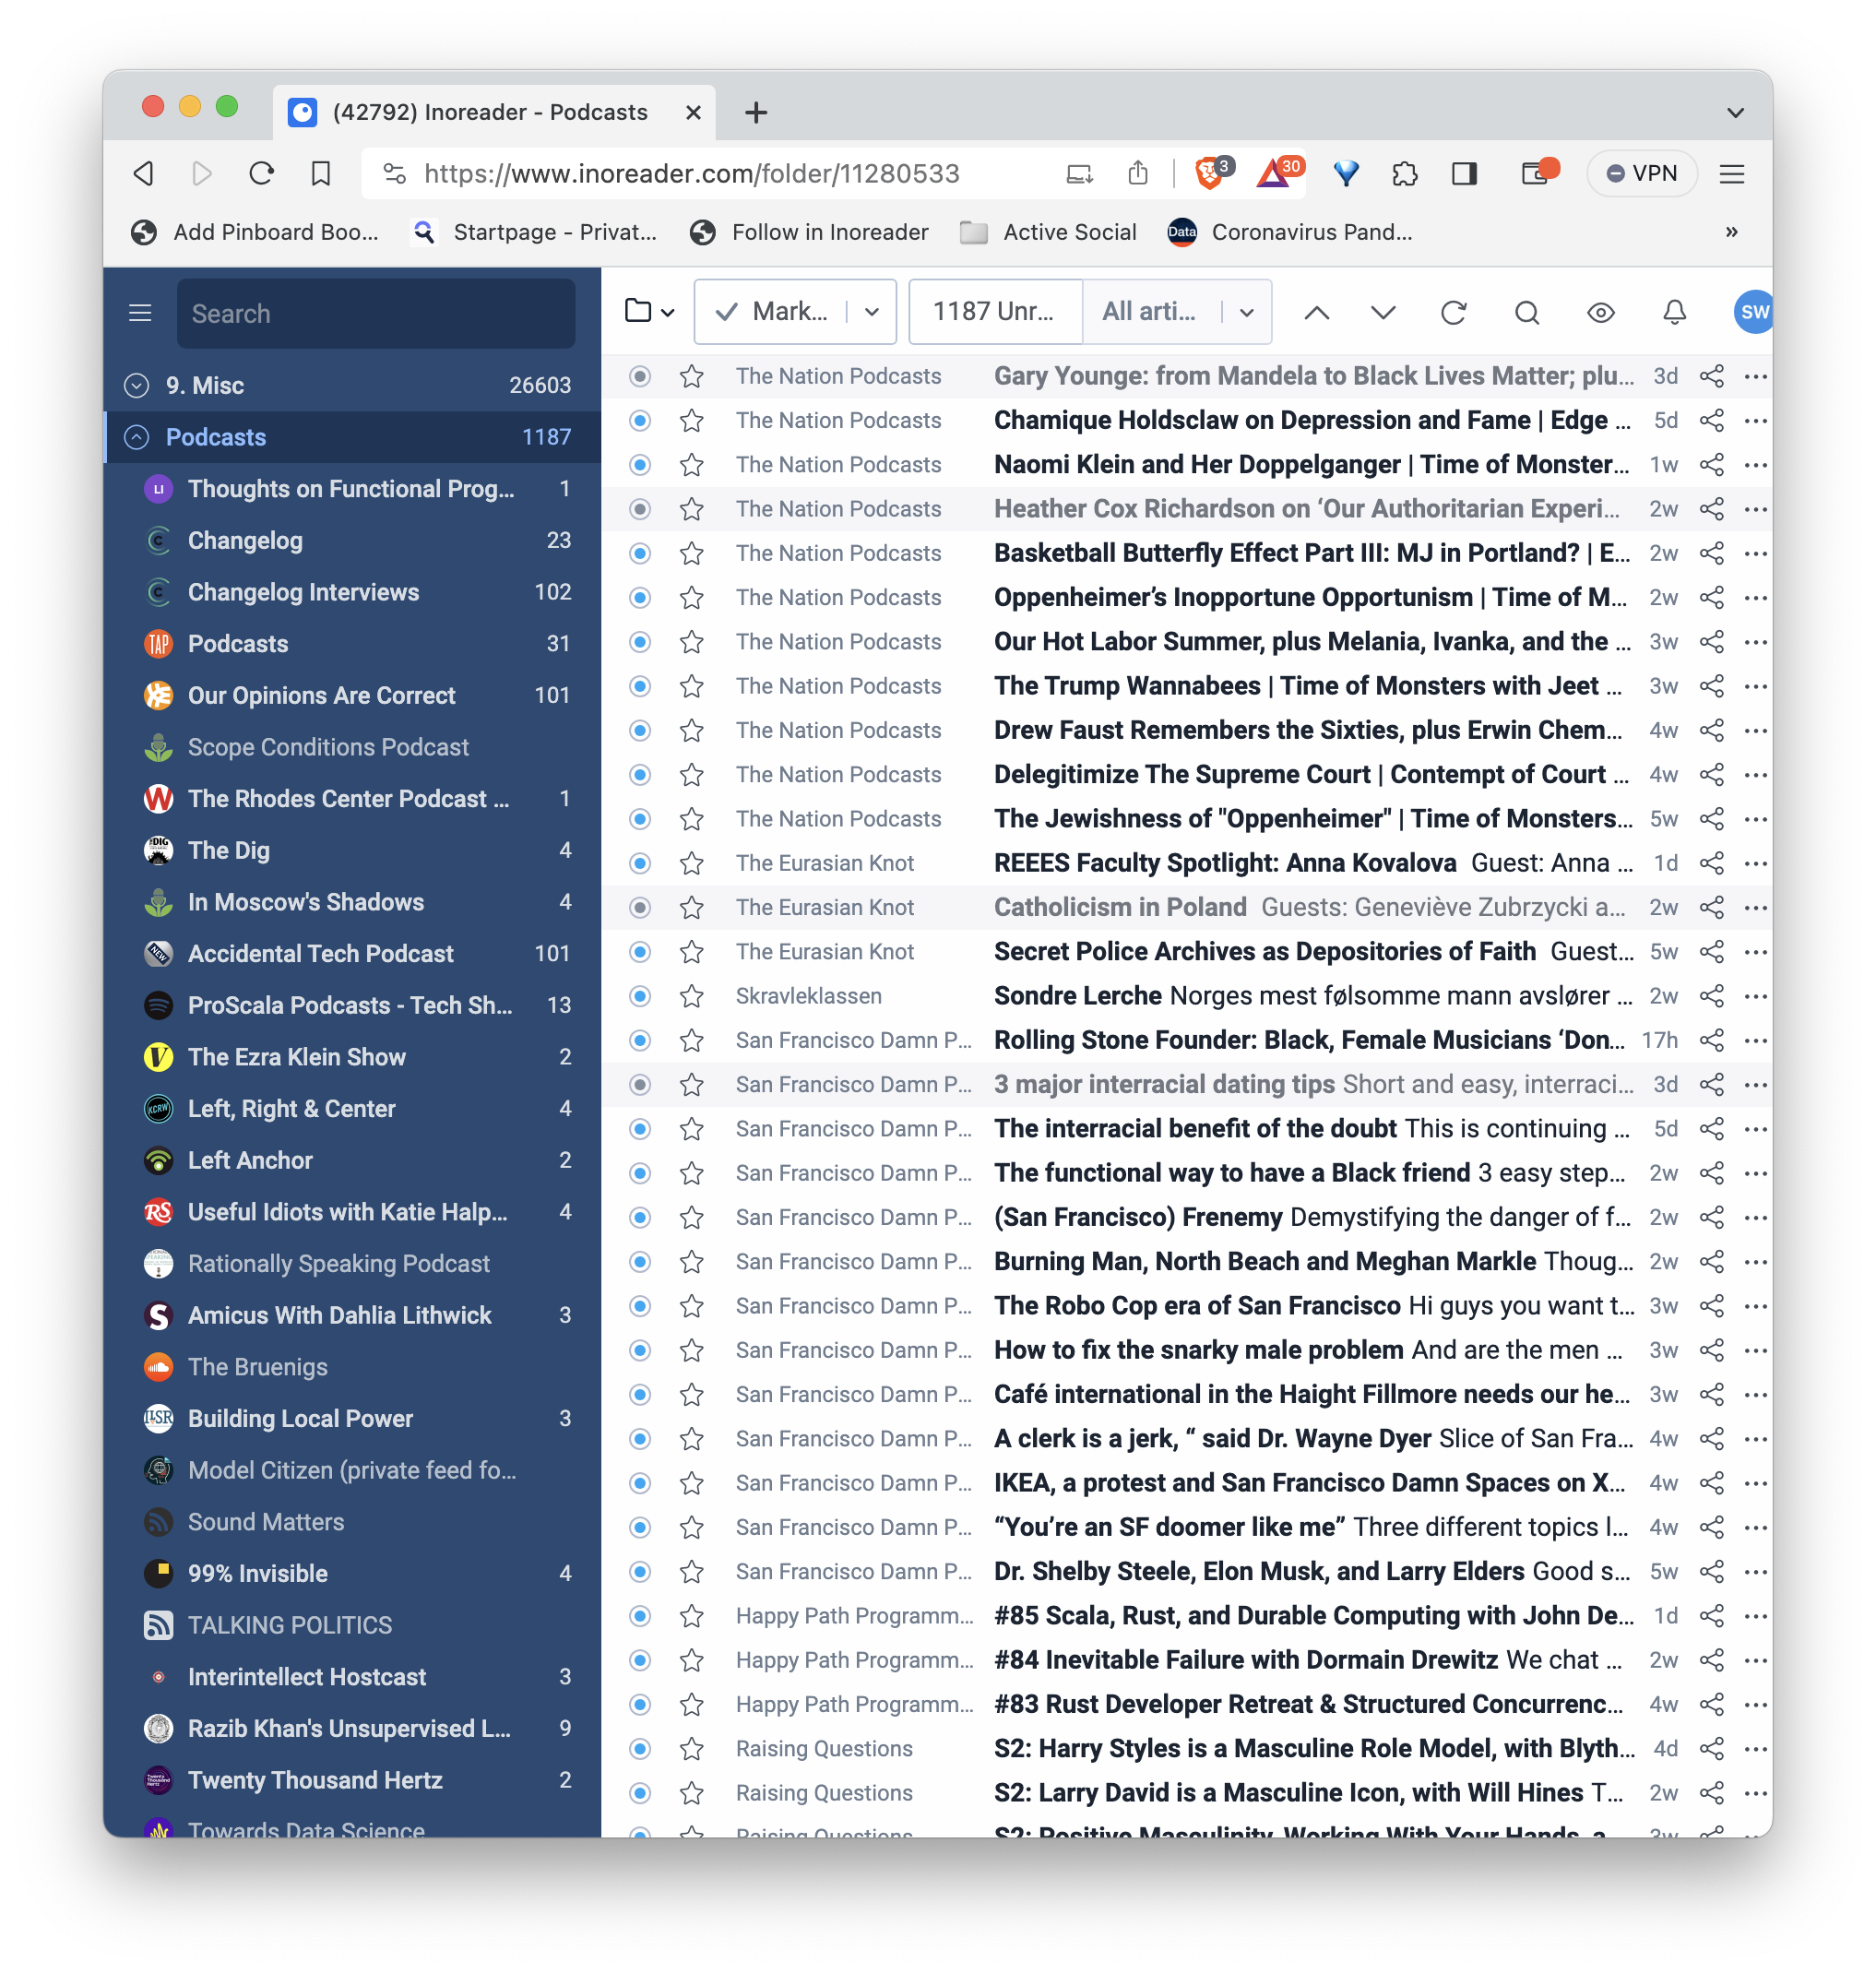 (42792) Inoreader - Podcasts
https://www.inoreader.com/folder/11280533
3
30
VPN
Add Pinboard Boo...
Startpage - Privat...
Follow in Inoreader
Active Social
Data
Coronavirus Pand...
»
Search
9. Misc 26603
Podcasts 1187
LI Thoughts on Functional Prog... 1
Changelog 23
Changelog Interviews 102
TAP Podcasts 31
Our Opinions Are Correct 101
Scope Conditions Podcast
W The Rhodes Center Podcast ... 1
DIG The Dig 4
In Moscow's Shadows 4
NEW Accidental Tech Podcast 101
ProScala Podcasts - Tech Sh... 13
The Ezra Klein Show 2
KCRW Left, Right & Center 4
Left Anchor 2
RS Useful Idiots with Katie Halp... 4
Rationally Speaking Podcast
S Amicus With Dahlia Lithwick 3
The Bruenigs
ILSR Building Local Power 3
Model Citizen (private feed fo...
Sound Matters
99% Invisible 4
TALKING POLITICS
Interintellect Hostcast 3
Razib Khan's Unsupervised L... 9
Twenty Thousand Hertz 2
Towards Data Science
Mark... 1187 Unr... All arti... SW
The Nation Podcasts Gary Younge: from Mandela to Black Lives Matter; plu... 3d
The Nation Podcasts Chamique Holdsclaw on Depression and Fame | Edge ... 5d
The Nation Podcasts Naomi Klein and Her Doppelganger | Time of Monster... 1w
The Nation Podcasts Heather Cox Richardson on ‘Our Authoritarian Experi... 2w
The Nation Podcasts Basketball Butterfly Effect Part III: MJ in Portland? | E... 2w
The Nation Podcasts Oppenheimer’s Inopportune Opportunism | Time of M... 2w
The Nation Podcasts Our Hot Labor Summer, plus Melania, Ivanka, and the ... 3w
The Nation Podcasts The Trump Wannabees | Time of Monsters with Jeet ... 3w
The Nation Podcasts Drew Faust Remembers the Sixties, plus Erwin Chem... 4w
The Nation Podcasts Delegitimize The Supreme Court | Contempt of Court ... 4w
The Nation Podcasts The Jewishness of "Oppenheimer" | Time of Monsters... 5w
The Eurasian Knot REEES Faculty Spotlight: Anna Kovalova Guest: Anna ... 1d
The Eurasian Knot Catholicism in Poland Guests: Geneviève Zubrzycki a... 2w
The Eurasian Knot Secret Police Archives as Depositories of Faith Guest... 5w
Skravleklassen Sondre Lerche Norges mest følsomme mann avslører ... 2w
San Francisco Damn P... Rolling Stone Founder: Black, Female Musicians ‘Don... 17h
San Francisco Damn P... 3 major interracial dating tips Short and easy, interraci... 3d
San Francisco Damn P... The interracial benefit of the doubt This is continuing ... 5d
San Francisco Damn P... The functional way to have a Black friend 3 easy step... 2w
San Francisco Damn P... (San Francisco) Frenemy Demystifying the danger of f... 2w
San Francisco Damn P... Burning Man, North Beach and Meghan Markle Thoug... 2w
San Francisco Damn P... The Robo Cop era of San Francisco Hi guys you want t... 3w
San Francisco Damn P... How to fix the snarky male problem And are the men ... 3w
San Francisco Damn P... Café international in the Haight Fillmore needs our he... 3w
San Francisco Damn P... A clerk is a jerk, “ said Dr. Wayne Dyer Slice of San Fra... 4w
San Francisco Damn P... IKEA, a protest and San Francisco Damn Spaces on X... 4w
San Francisco Damn P... “You’re an SF doomer like me” Three different topics l... 4w
San Francisco Damn P... Dr. Shelby Steele, Elon Musk, and Larry Elders Good s... 5w
Happy Path Programm... #85 Scala, Rust, and Durable Computing with John De... 1d
Happy Path Programm... #84 Inevitable Failure with Dormain Drewitz We chat ... 2w
Happy Path Programm... #83 Rust Developer Retreat & Structured Concurrenc... 4w
Raising Questions S2: Harry Styles is a Masculine Role Model, with Blyth... 4d
Raising Questions S2: Larry David is a Masculine Icon, with Will Hines T... 2w
Raising Questions S2: Positive Masculinity, Working With Your Hands, a... 3w